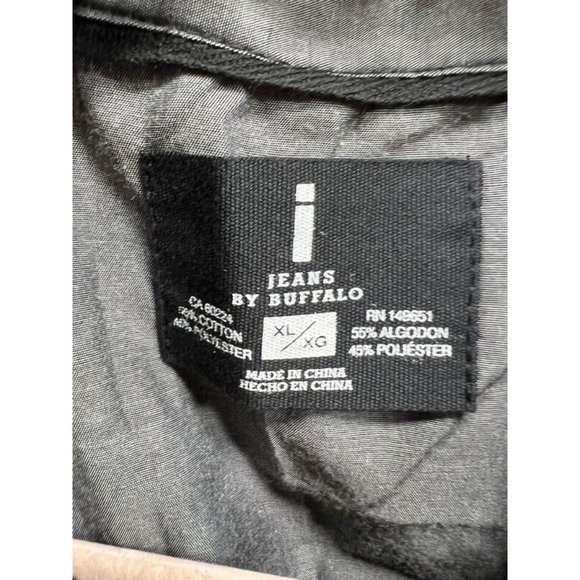 i
JEANS
BY BUFFALO
CA 60224
55% COTTON
45% POLYESTER
XL/XG
RN 149651
55% ALGODON
45% POLIÉSTER
MADE IN CHINA
HECHO EN CHINA